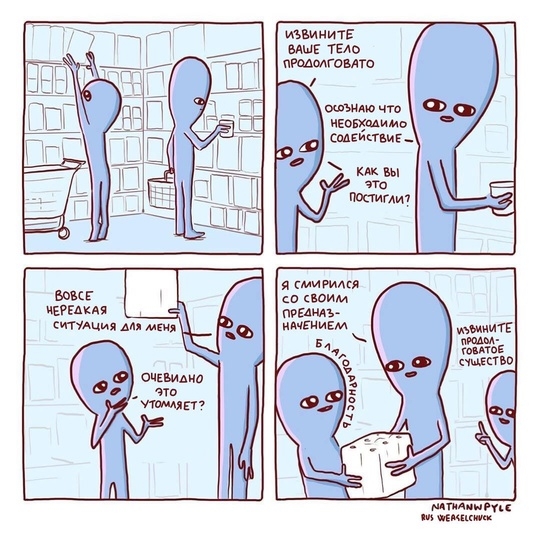 ИЗВИНИТЕ
ВАШЕ ТЕЛО
ПРОДОЛГОВАТО
ОСОЗНАЮ ЧТО
НЕОБХОДИМО
СОДЕЙСТВИЕ
КАК ВЫ
ЭТО
ПОСТИГЛИ?
ВОВСЕ
НЕРЕДКАЯ
СИТУАЦИЯ ДЛЯ МЕНЯ
ОЧЕВИДНО
ЭТО
УТОМЛЯЕТ?
Я СМИРИЛСЯ
СО СВОИМ
ПРЕДНАЗ-
НАЧЕНИЕМ
БЛАГОДАРНОСТЬ
ИЗВИНИТЕ
ПРОДОЛ-
ГОВАТОЕ
СУЩЕСТВО
NATHANWPYLE
RUS WEASELCHUCK